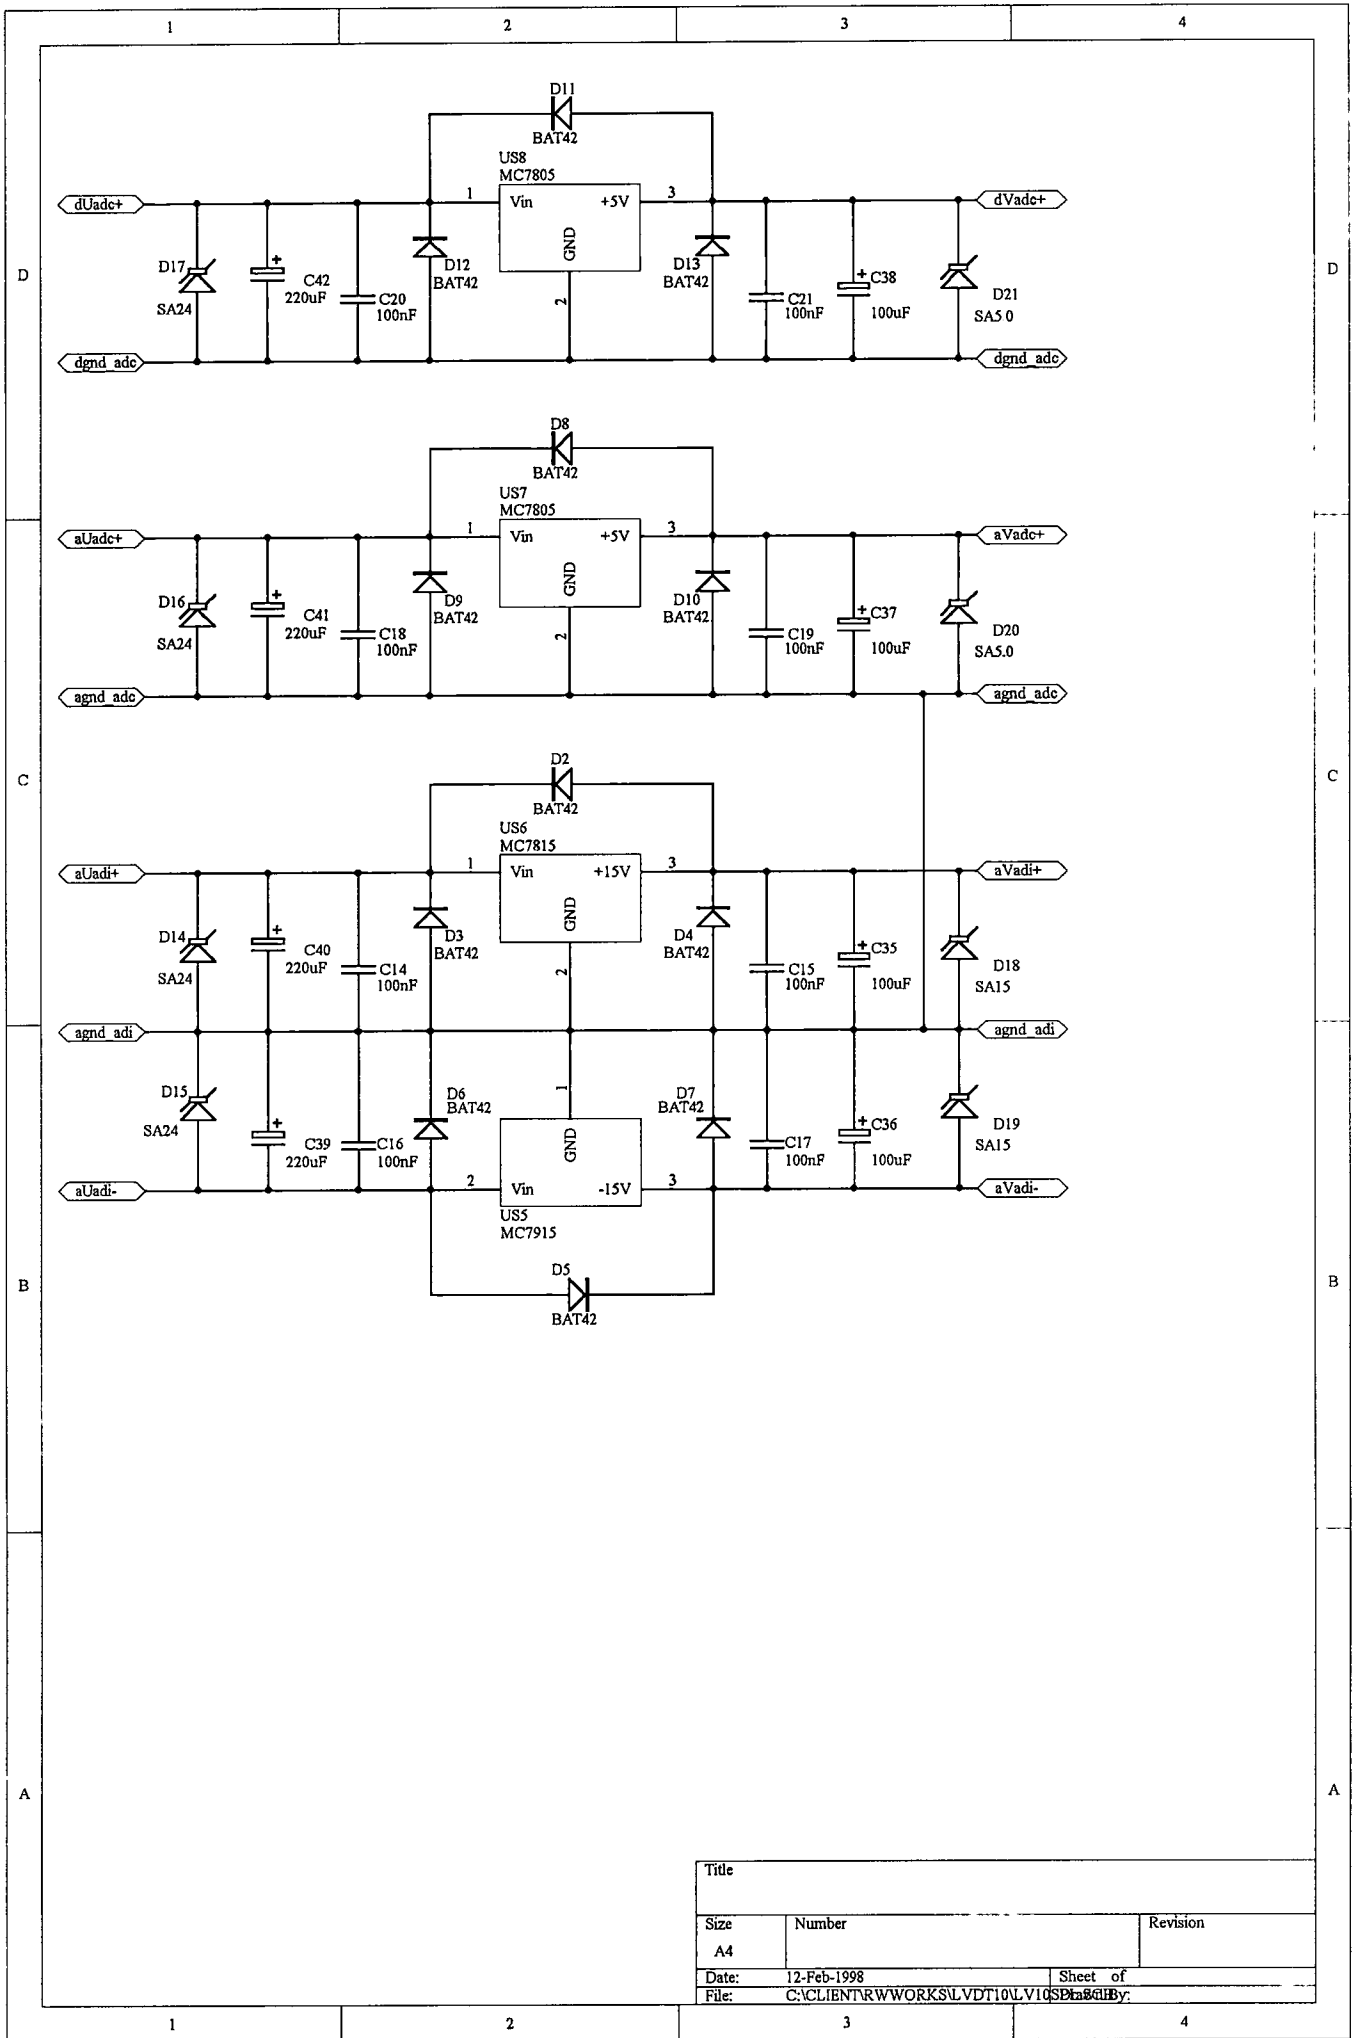 1 2 3 4
D11
BAT42
US8
MC7805
dUadc+ 1 Vin +5V 3 dVadc+
GND
D D17 C42 D12 D13 C38 D
SA24 220uF C20 BAT42 2 BAT42 C21 100uF D21
100nF 100nF SA5 0
dgnd_adc dgnd_adc
D8
BAT42
US7
MC7805
aUadc+ 1 Vin +5V 3 aVadc+
GND
D16 C41 D9 D10 C37
SA24 220uF C18 BAT42 2 BAT42 C19 100uF D20
100nF 100nF SA5.0
agnd_adc agnd_adc
C D2 C
BAT42
US6
MC7815
aUadi+ 1 Vin +15V 3 aVadi+
GND
D14 C40 D3 D4 C35
SA24 220uF C14 BAT42 2 BAT42 C15 100uF D18
100nF 100nF SA15
agnd_adi agnd_adi
D15 D6 1 D7
BAT42 BAT42
SA24 C39 C16 GND C17 C36 D19
220uF 100nF 100nF 100uF SA15
aUadi- 2 Vin -15V 3 aVadi-
US5
MC7915
B D5 B
BAT42
A A
Title
Size Number Revision
A4
Date: 12-Feb-1998 Sheet of
File: C:\CLIENT\RWWORKS\LVDT10\LV10 By:
1 2 3 4